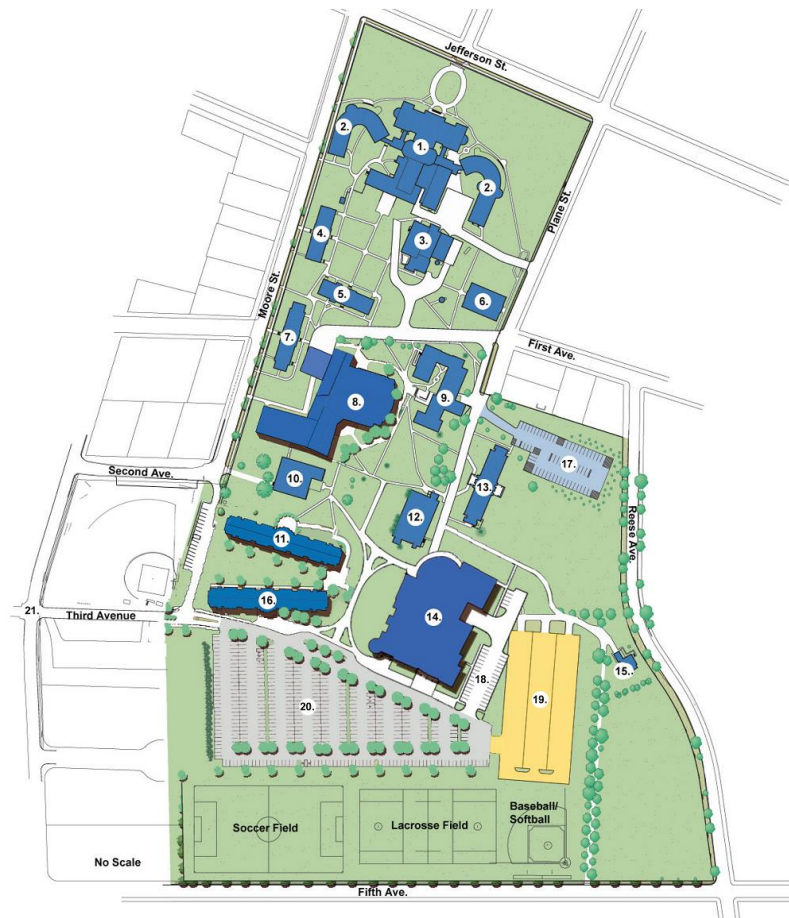 Jefferson St.
2.
1.
2.
Plane St.
4.
3.
5.
6.
Moore St.
7.
First Ave.
8.
9.
17.
Second Ave.
10.
13.
12.
Reese Ave.
11.
16.
21.
Third Avenue
14.
15.
18.
19.
20.
Baseball/
Softball
Soccer Field
Lacrosse Field
No Scale
Fifth Ave.